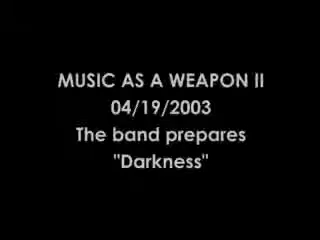 MUSIC AS A WEAPON II
04/19/2003
The band prepares
"Darkness"